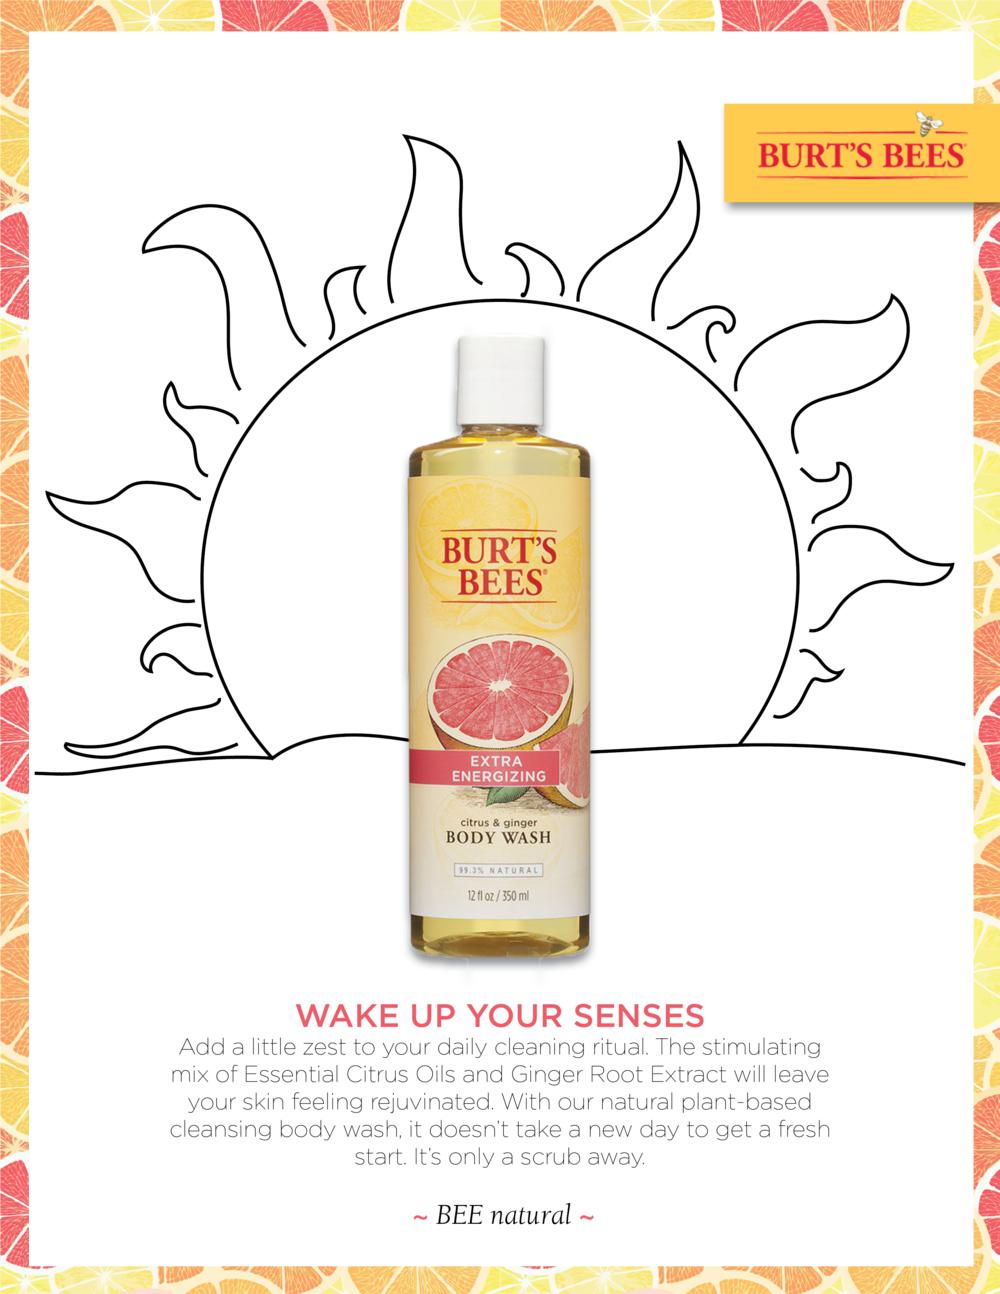 BURT'S BEES
BURT'S
BEES®
EXTRA
ENERGIZING
citrus & ginger
BODY WASH
99.3% NATURAL
12 fl oz / 350 ml
WAKE UP YOUR SENSES
Add a little zest to your daily cleaning ritual. The stimulating
mix of Essential Citrus Oils and Ginger Root Extract will leave
your skin feeling rejuvinated. With our natural plant-based
cleansing body wash, it doesn't take a new day to get a fresh
start. It's only a scrub away.
~ BEE natural ~